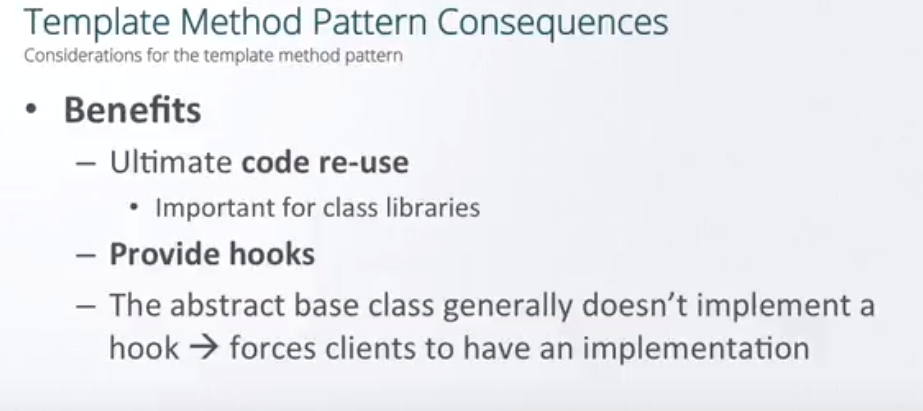 Template Method Pattern Consequences
Considerations for the template method pattern
• Benefits
– Ultimate code re-use
• Important for class libraries
– Provide hooks
– The abstract base class generally doesn't implement a
hook → forces clients to have an implementation